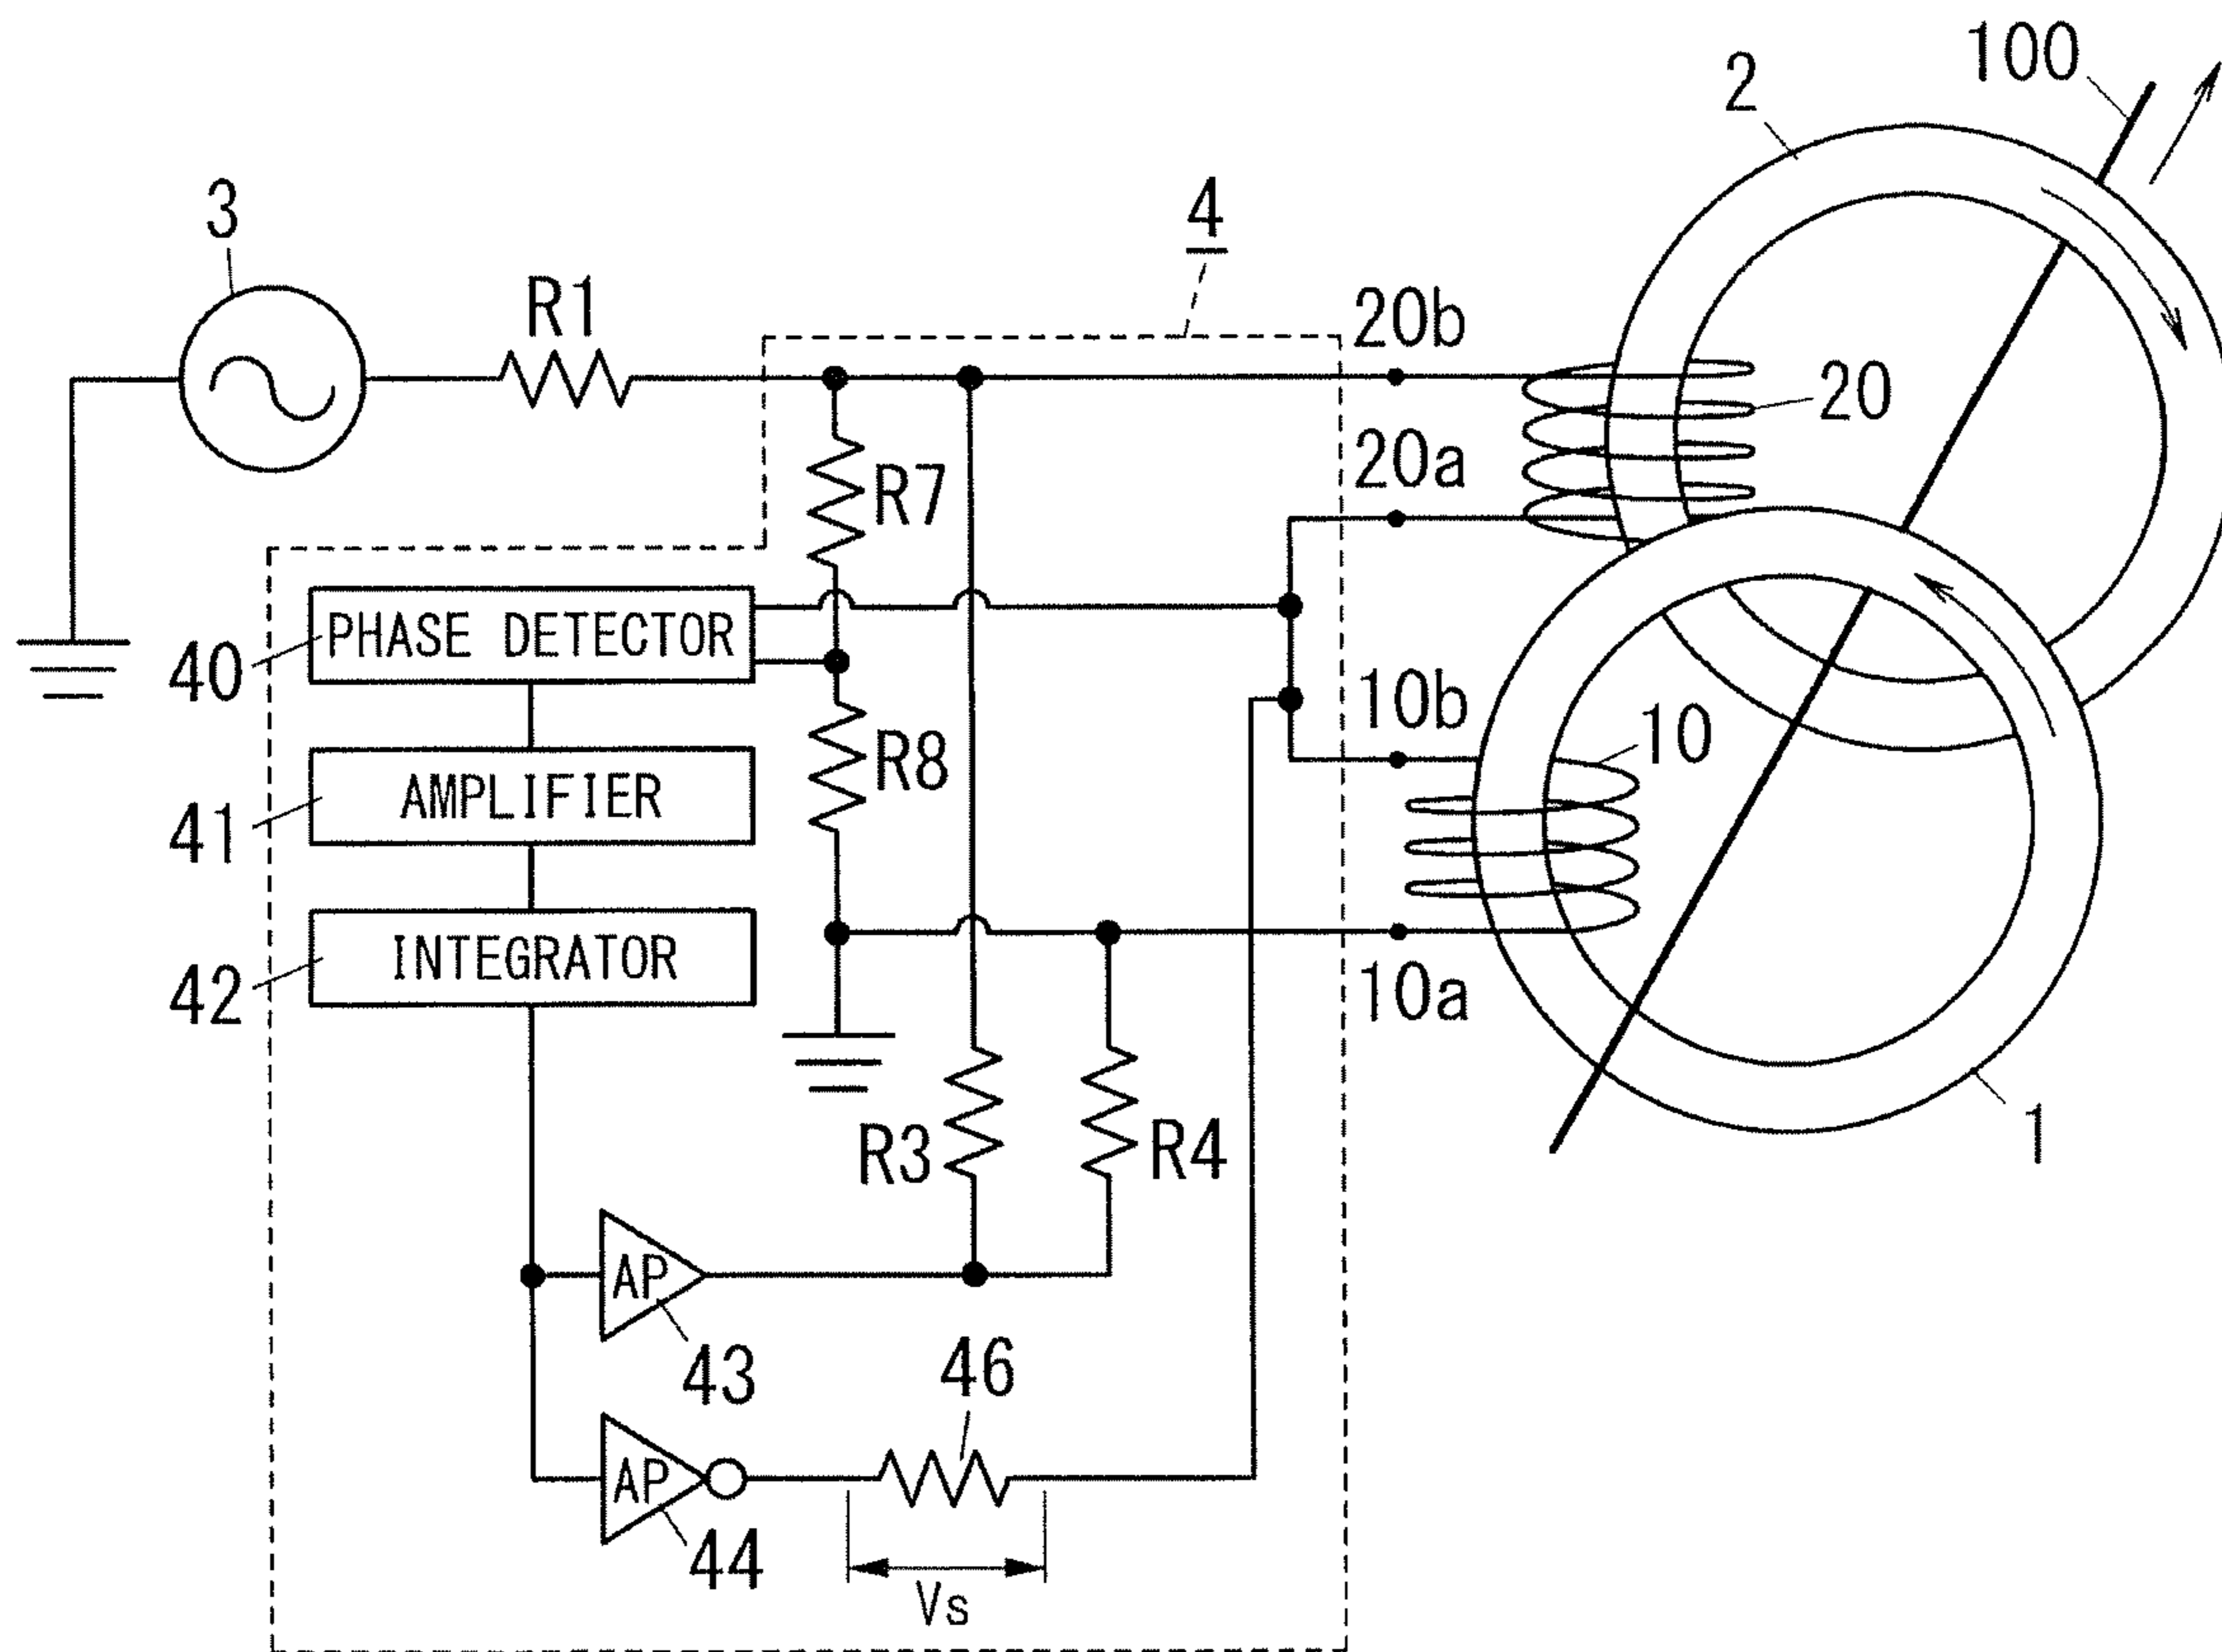 100
2
3
4
R1
20b
20
20a
R7
PHASE DETECTOR
40
10b
10
R8
AMPLIFIER
41
INTEGRATOR
42
10a
R3
R4
1
AP
43
46
AP
44
Vs